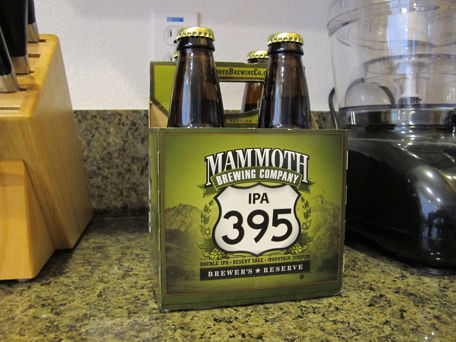 MAMMOTH
BREWING COMPANY
IPA
395
DOUBLE IPA • DESERT SAGE • MOUNTAIN JUNIPER
BREWER'S ★ RESERVE